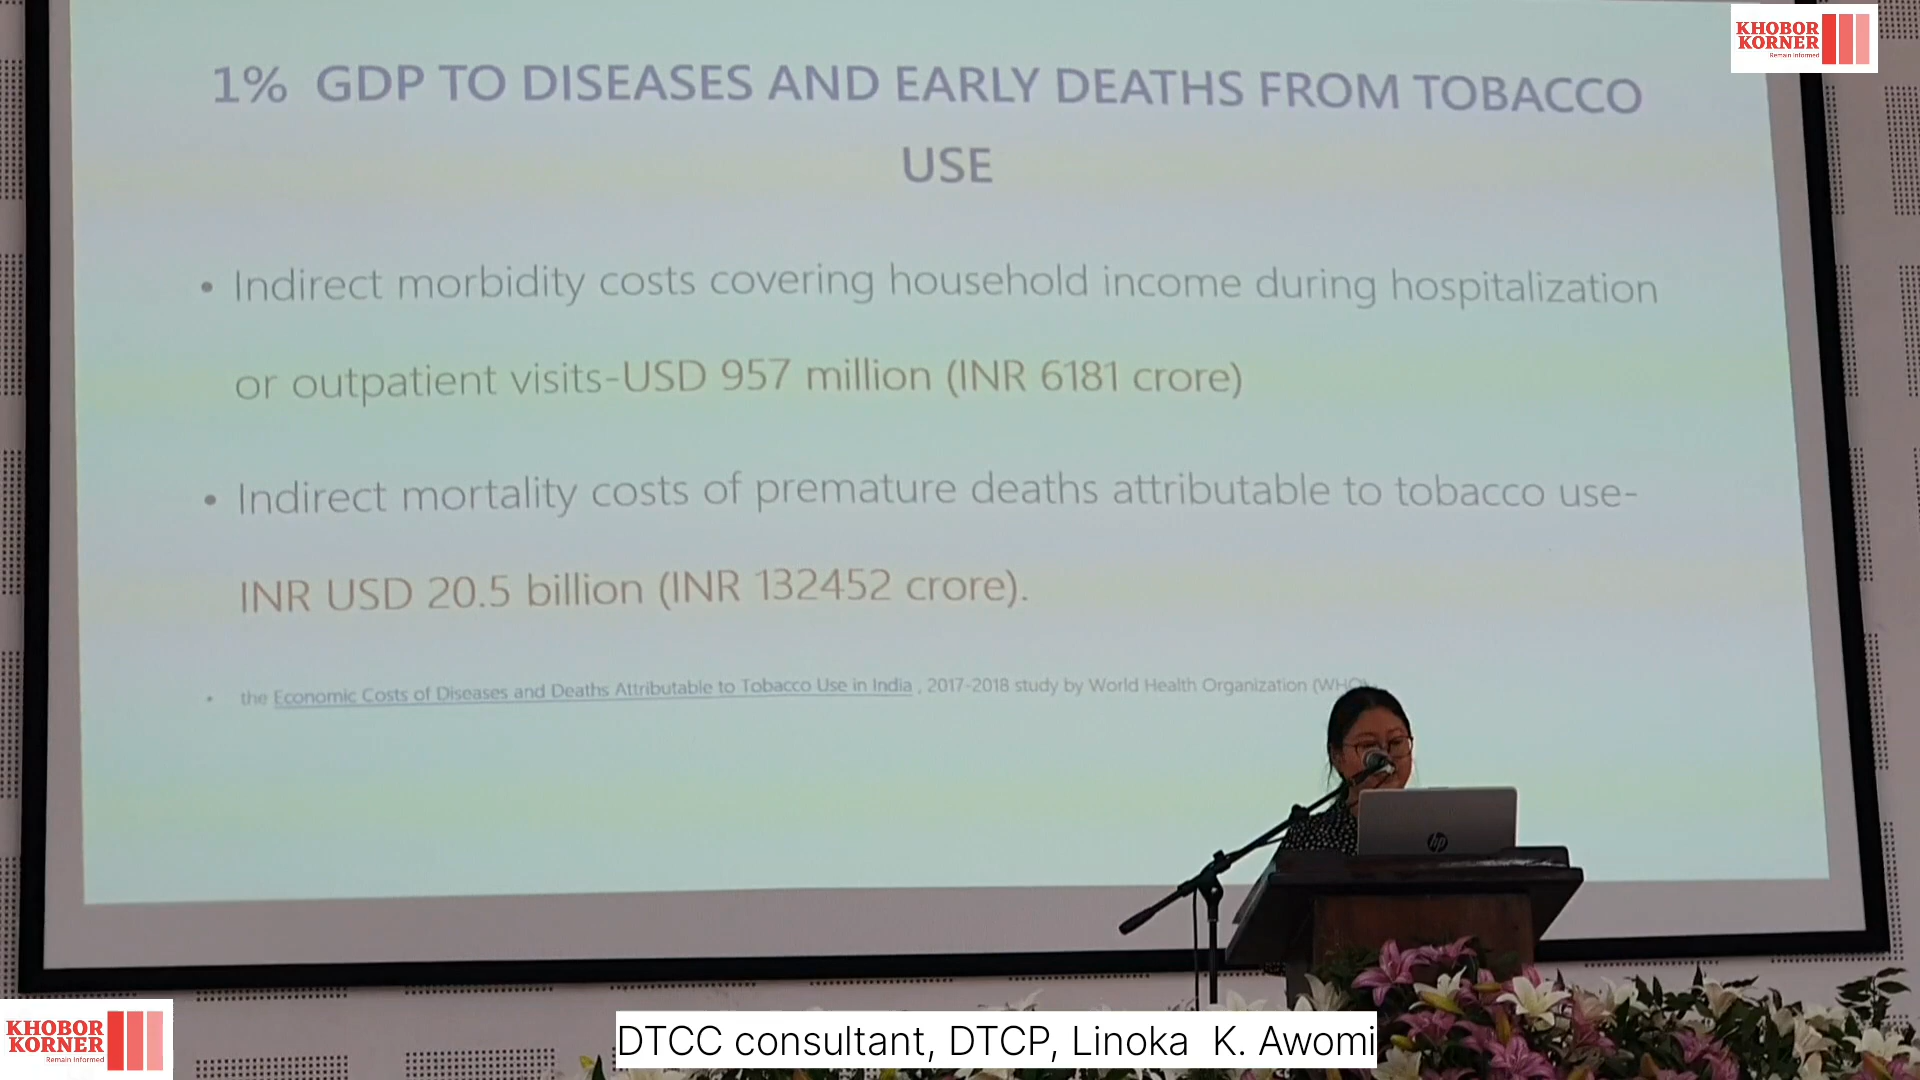 KHOBOR
KORNER
Remain Informed
1% GDP TO DISEASES AND EARLY DEATHS FROM TOBACCO
USE
• Indirect morbidity costs covering household income during hospitalization
or outpatient visits-USD 957 million (INR 6181 crore)
• Indirect mortality costs of premature deaths attributable to tobacco use-
INR USD 20.5 billion (INR 132452 crore).
• the Economic Costs of Diseases and Deaths Attributable to Tobacco Use in India , 2017-2018 study by World Health Organization (WHO)
hp
KHOBOR
KORNER
Remain Informed
DTCC consultant, DTCP, Linoka K. Awomi